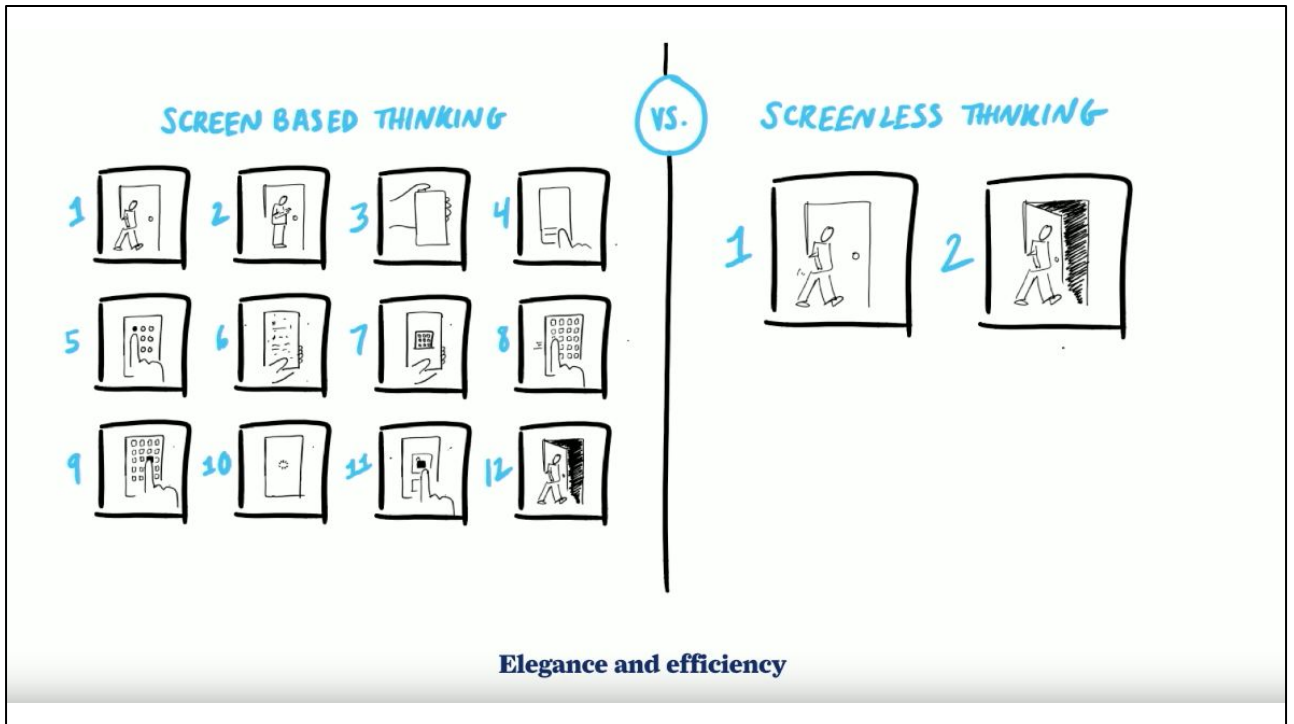 SCREEN BASED THINKING
VS.
SCREENLESS THINKING
1 2 3 4
5 6 7 8
9 10 11 12
1 2
Elegance and efficiency